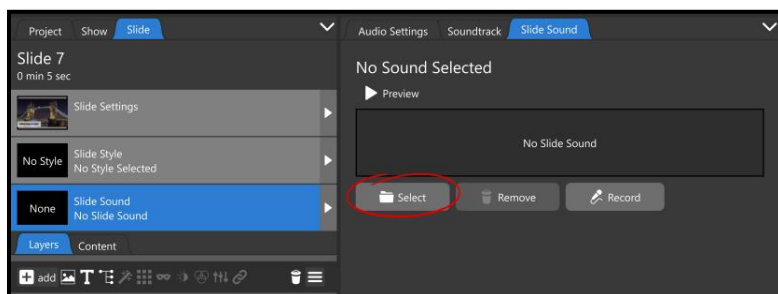 Project Show Slide
Slide 7
0 min 5 sec
Slide Settings
No Style
Slide Style
No Style Selected
None
Slide Sound
No Slide Sound
Layers Content
add
Audio Settings Soundtrack Slide Sound
No Sound Selected
Preview
No Slide Sound
Select Remove Record